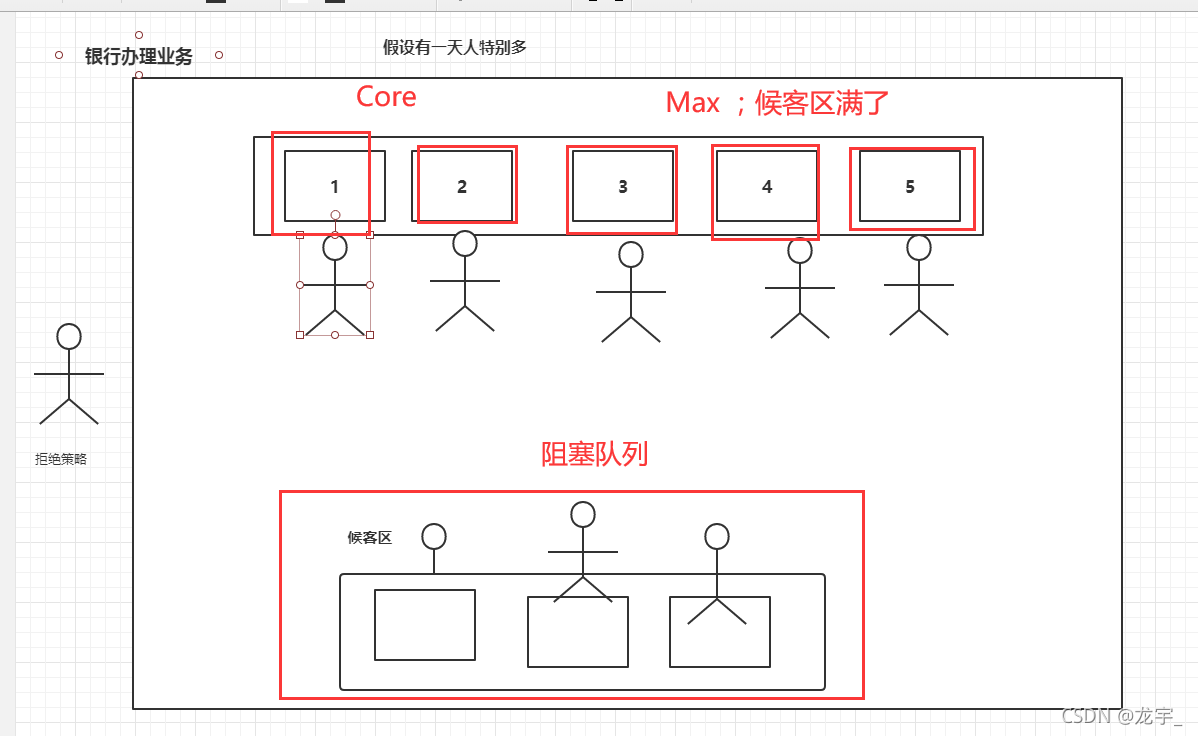 银行办理业务
假设有一天人特别多
Core
Max ；候客区满了
1
2
3
4
5
拒绝策略
阻塞队列
候客区
CSDN @龙宇_